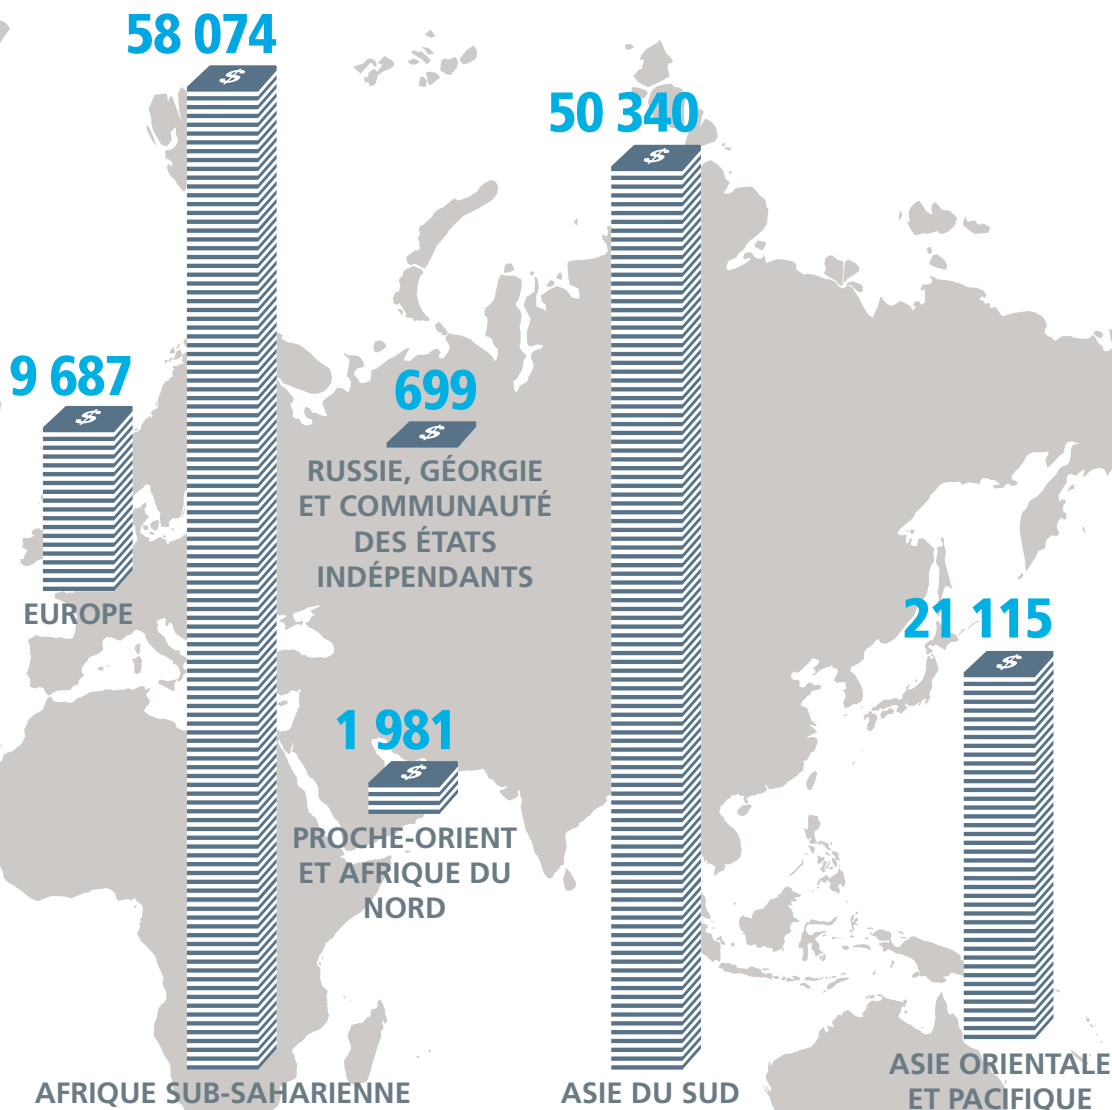 58 074
$
AFRIQUE SUB-SAHARIENNE
50 340
$
ASIE DU SUD
9 687
$
EUROPE
699
$
RUSSIE, GÉORGIE
ET COMMUNAUTÉ
DES ÉTATS
INDÉPENDANTS
21 115
$
ASIE ORIENTALE
ET PACIFIQUE
1 981
$
PROCHE-ORIENT
ET AFRIQUE DU
NORD